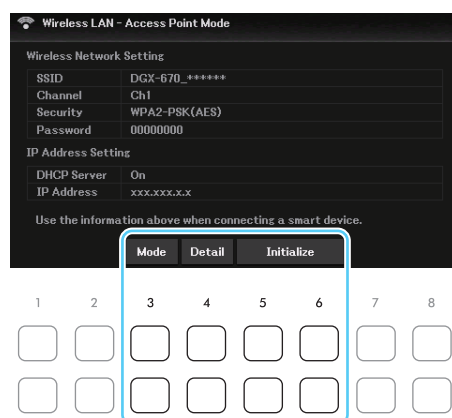 Wireless LAN - Access Point Mode
Wireless Network Setting
SSID DGX-670_******
Channel Ch1
Security WPA2-PSK(AES)
Password 00000000
IP Address Setting
DHCP Server On
IP Address xxx.xxx.x.x
Use the information above when connecting a smart device.
Mode Detail Initialize
1 2 3 4 5 6 7 8